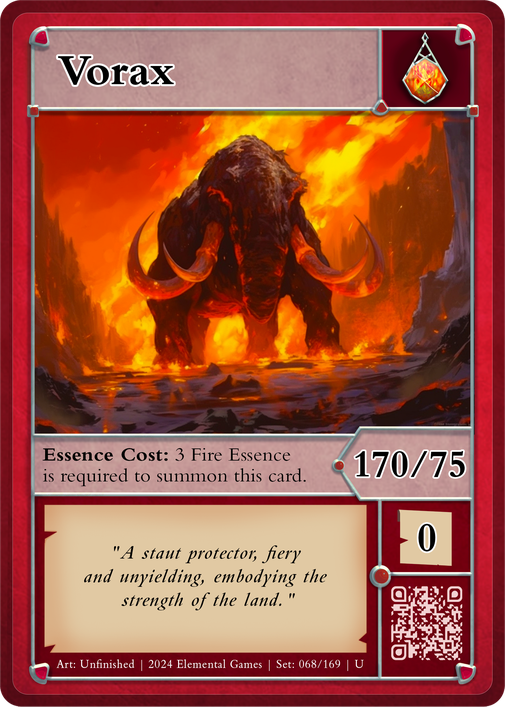 Vorax
Essence Cost: 3 Fire Essence
is required to summon this card.
170/75
0
"A staut protector, fiery
and unyielding, embodying the
strength of the land."
Art: Unfinished | 2024 Elemental Games | Set: 068/169 | U